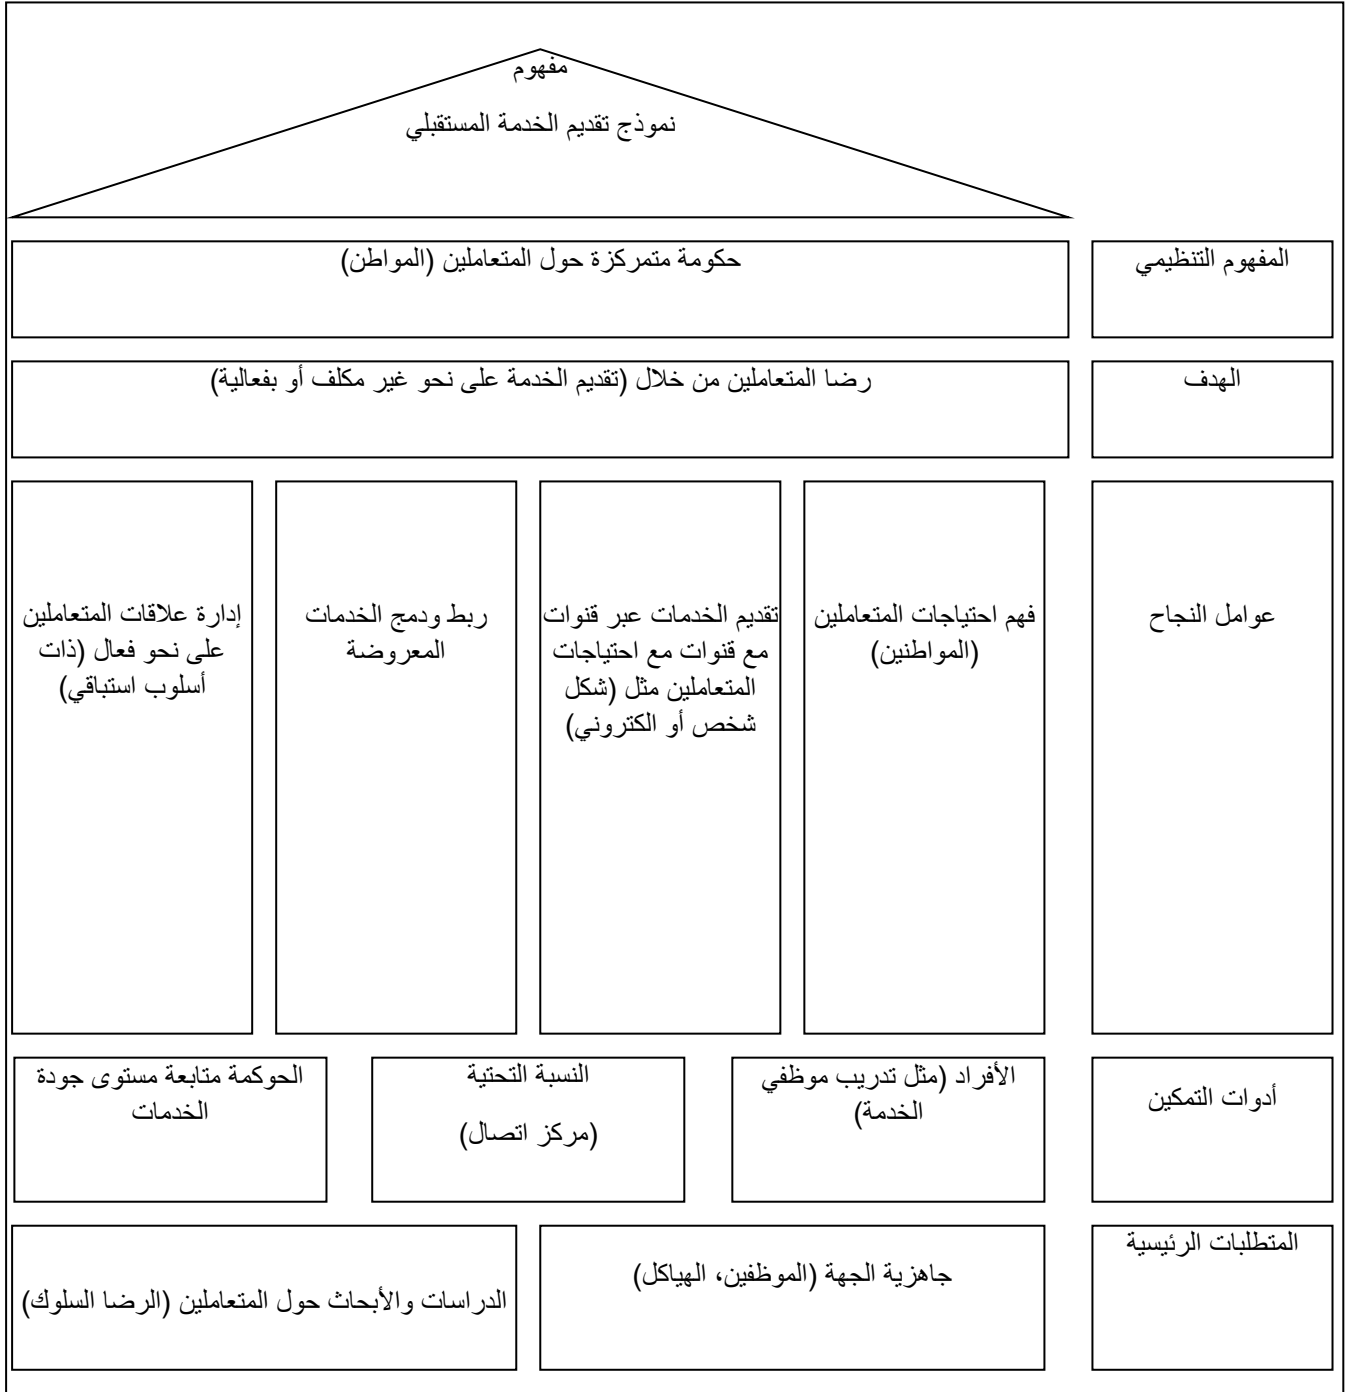 مفهوم
نموذج تقديم الخدمة المستقبلي
المفهوم التنظيمي
حكومة متمركزة حول المتعاملين (المواطن)
الهدف
رضا المتعاملين من خلال (تقديم الخدمة على نحو غير مكلف أو بفعالية)
عوامل النجاح
فهم احتياجات المتعاملين
(المواطنين)
تقديم الخدمات عبر قنوات
مع قنوات مع احتياجات
المتعاملين مثل (شكل
شخص أو الكتروني)
ربط ودمج الخدمات
المعروضة
إدارة علاقات المتعاملين
على نحو فعال (ذات
أسلوب استباقي)
أدوات التمكين
الأفراد (مثل تدريب موظفي
الخدمة)
النسبة التحتية
(مركز اتصال)
الحوكمة متابعة مستوى جودة
الخدمات
المتطلبات الرئيسية
جاهزية الجهة (الموظفين، الهياكل)
الدراسات والأبحاث حول المتعاملين (الرضا السلوك)